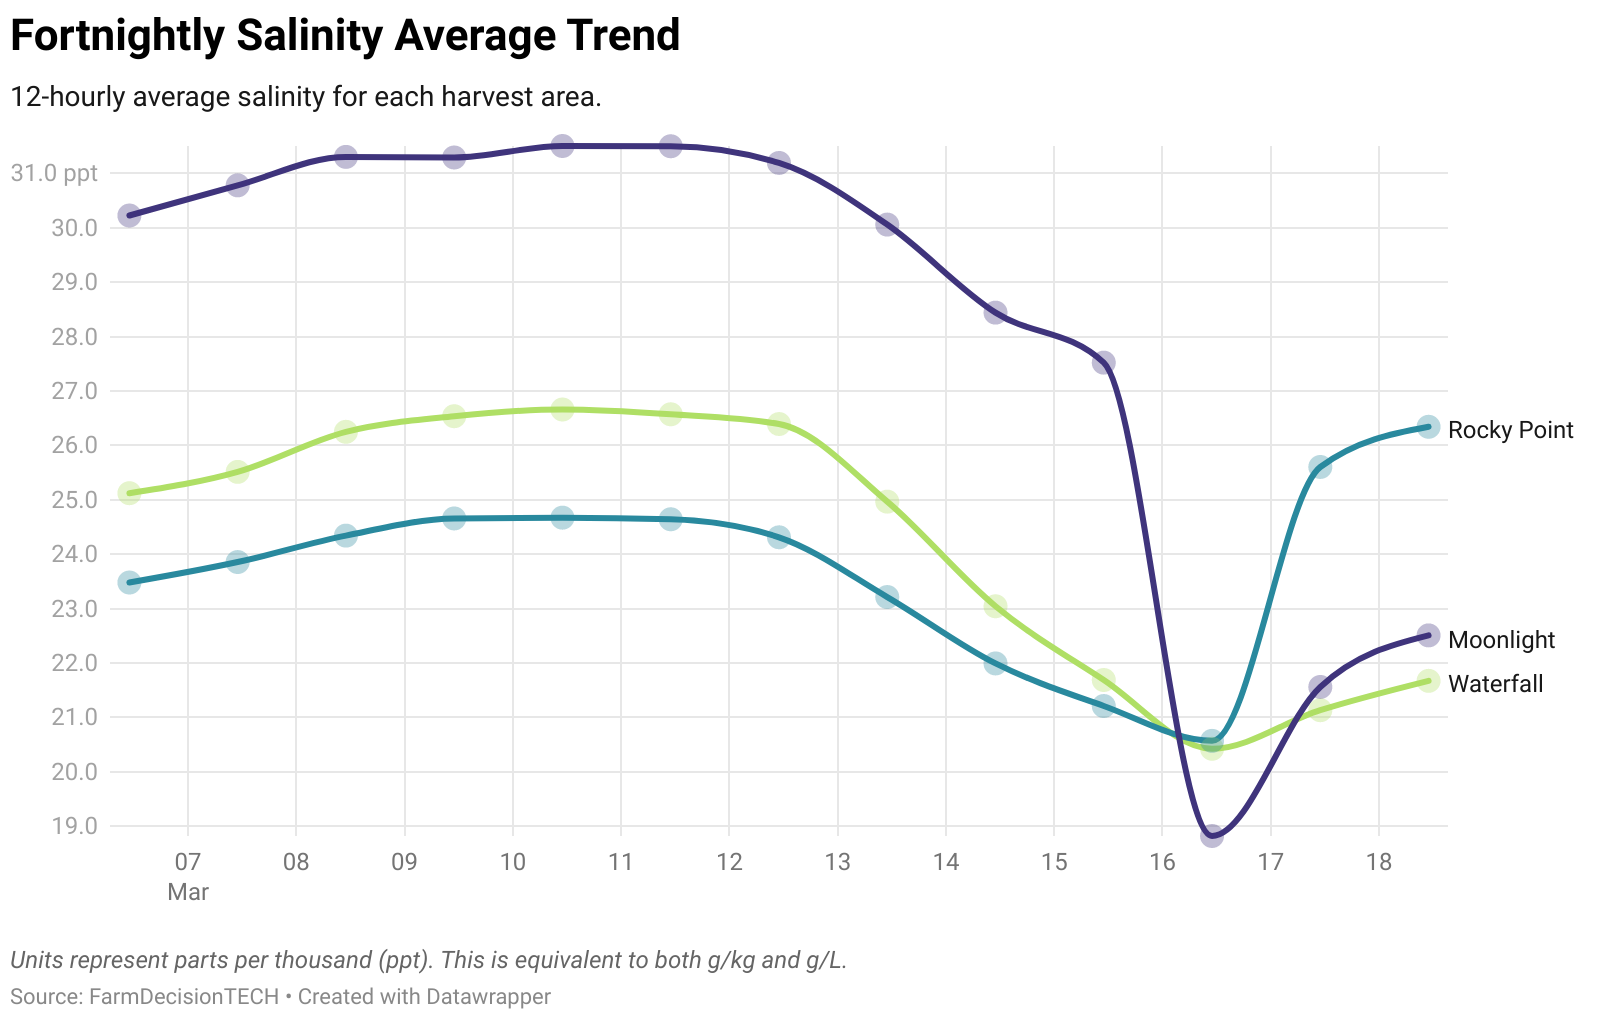 Fortnightly Salinity Average Trend
12-hourly average salinity for each harvest area.
31.0 ppt
30.0
29.0
28.0
27.0
26.0
25.0
24.0
23.0
22.0
21.0
20.0
19.0
Rocky Point
Moonlight
Waterfall
07 08 09 10 11 12 13 14 15 16 17 18
Mar
Units represent parts per thousand (ppt). This is equivalent to both g/kg and g/L.
Source: FarmDecisionTECH • Created with Datawrapper